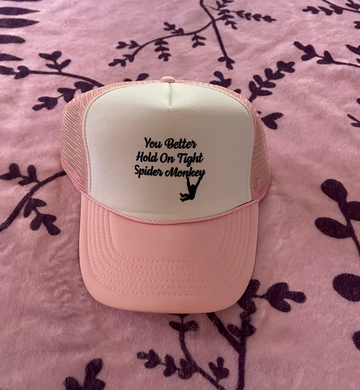 You Better
Hold On Tight
Spider Monkey